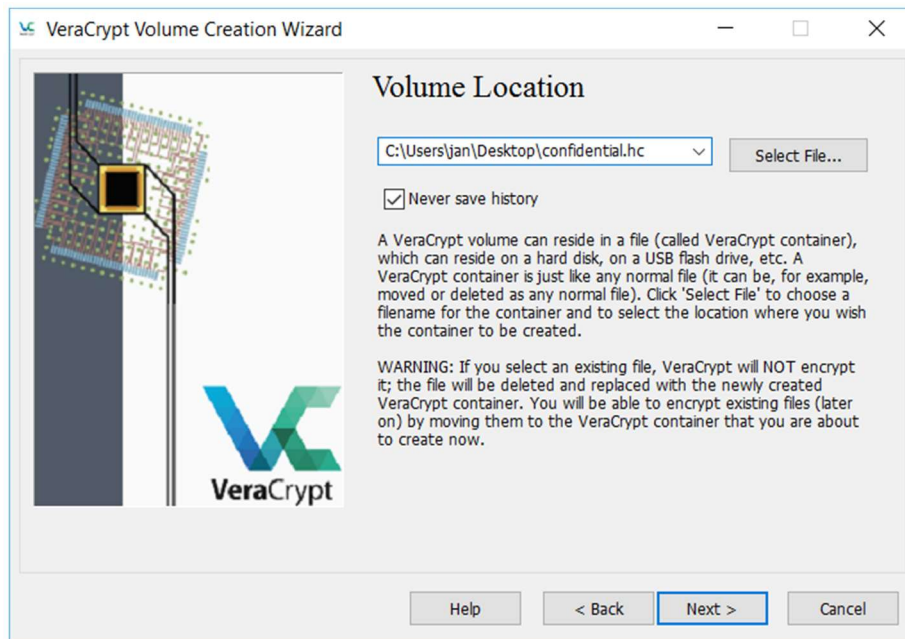 VeraCrypt Volume Creation Wizard
Volume Location
C:\Users\jan\Desktop\confidential.hc
Select File...
Never save history
A VeraCrypt volume can reside in a file (called VeraCrypt container),
which can reside on a hard disk, on a USB flash drive, etc. A
VeraCrypt container is just like any normal file (it can be, for example,
moved or deleted as any normal file). Click 'Select File' to choose a
filename for the container and to select the location where you wish
the container to be created.
WARNING: If you select an existing file, VeraCrypt will NOT encrypt
it; the file will be deleted and replaced with the newly created
VeraCrypt container. You will be able to encrypt existing files (later
on) by moving them to the VeraCrypt container that you are about
to create now.
VeraCrypt
Help
< Back
Next >
Cancel